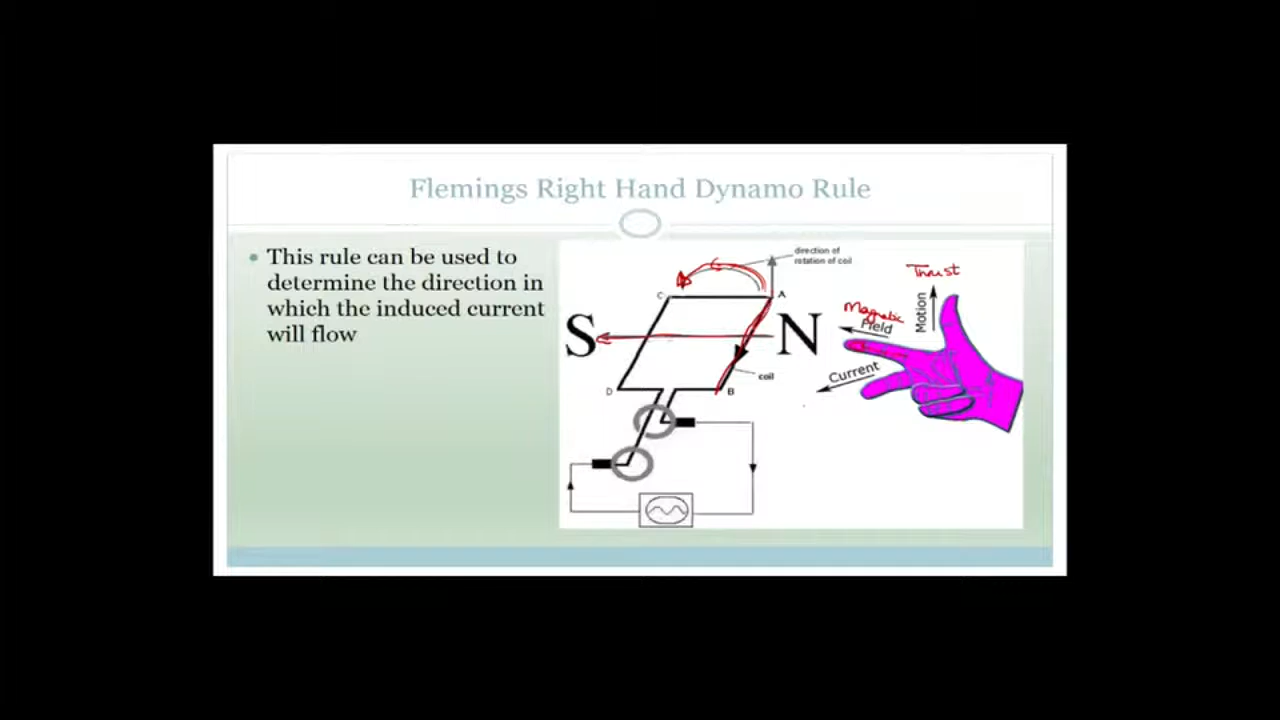 Flemings Right Hand Dynamo Rule
This rule can be used to
determine the direction in
which the induced current
will flow
direction of
rotation of coil
C
A
S
N
coil
D
B
Thrust
Magnetic
Field
Motion
Current